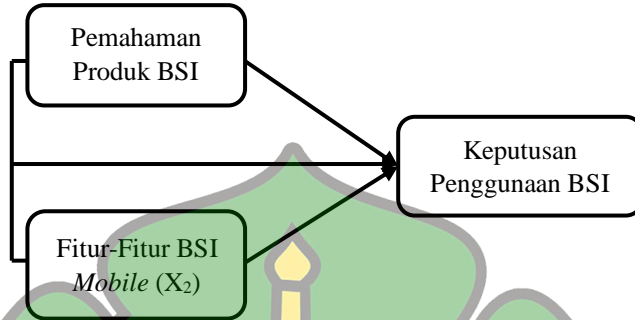 Pemahaman
Produk BSI
Keputusan
Penggunaan BSI
Fitur-Fitur BSI
Mobile (X₂)